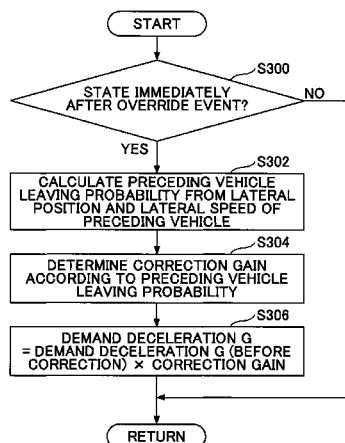 START
S300
STATE IMMEDIATELY
AFTER OVERRIDE EVENT?
NO
YES
S302
CALCULATE PRECEDING VEHICLE
LEAVING PROBABILITY FROM LATERAL
POSITION AND LATERAL SPEED OF
PRECEDING VEHICLE
S304
DETERMINE CORRECTION GAIN
ACCORDING TO PRECEDING VEHICLE
LEAVING PROBABILITY
S306
DEMAND DECELERATION G
= DEMAND DECELERATION G (BEFORE
CORRECTION) × CORRECTION GAIN
RETURN